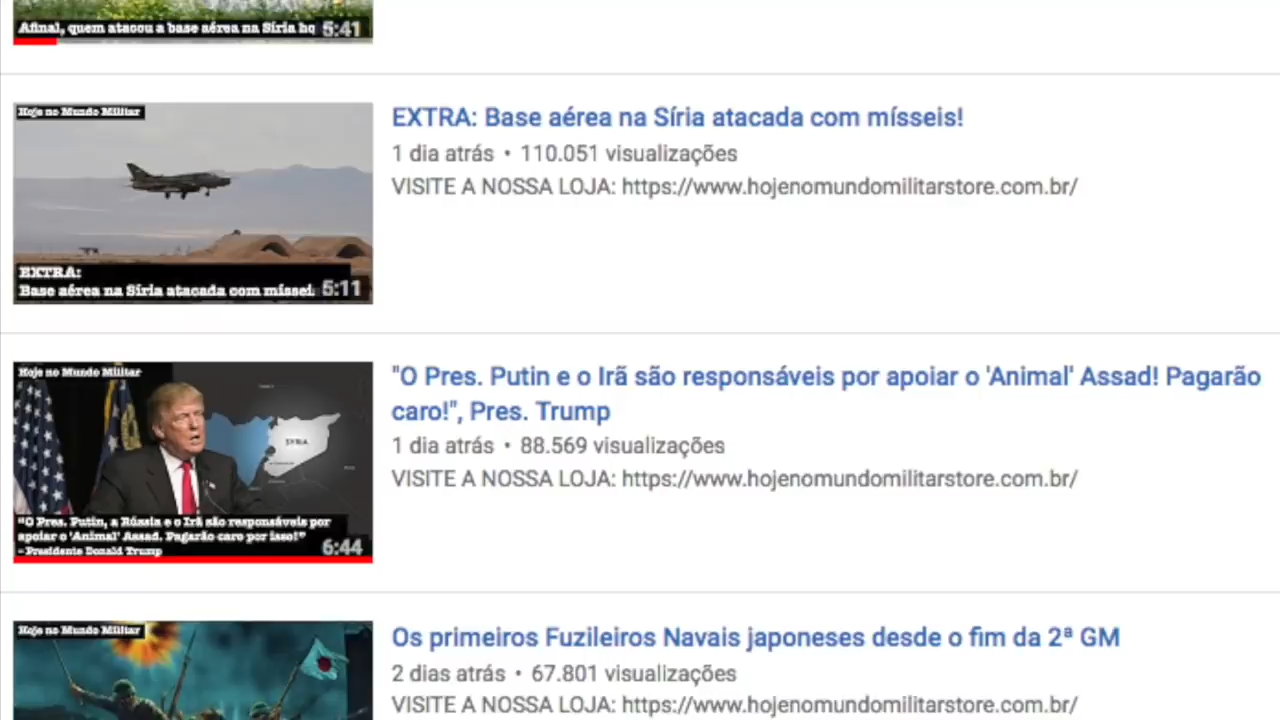 Afinal, quem atacou a base aérea na Síria ho
5:41
Hoje no Mundo Militar
EXTRA:
Base aérea na Síria atacada com míssei
5:11
EXTRA: Base aérea na Síria atacada com mísseis!
1 dia atrás • 110.051 visualizações
VISITE A NOSSA LOJA: https://www.hojenomundomilitarstore.com.br/
Hoje no Mundo Militar
SYRIA
"O Pres. Putin, a Rússia e o Irã são responsáveis por
apoiar o 'Animal' Assad. Pagarão caro por isso!"
- Presidente Donald Trump
6:44
"O Pres. Putin e o Irã são responsáveis por apoiar o 'Animal' Assad! Pagarão
caro!", Pres. Trump
1 dia atrás • 88.569 visualizações
VISITE A NOSSA LOJA: https://www.hojenomundomilitarstore.com.br/
Hoje no Mundo Militar
Os primeiros Fuzileiros Navais japoneses desde o fim da 2ª GM
2 dias atrás • 67.801 visualizações
VISITE A NOSSA LOJA: https://www.hojenomundomilitarstore.com.br/